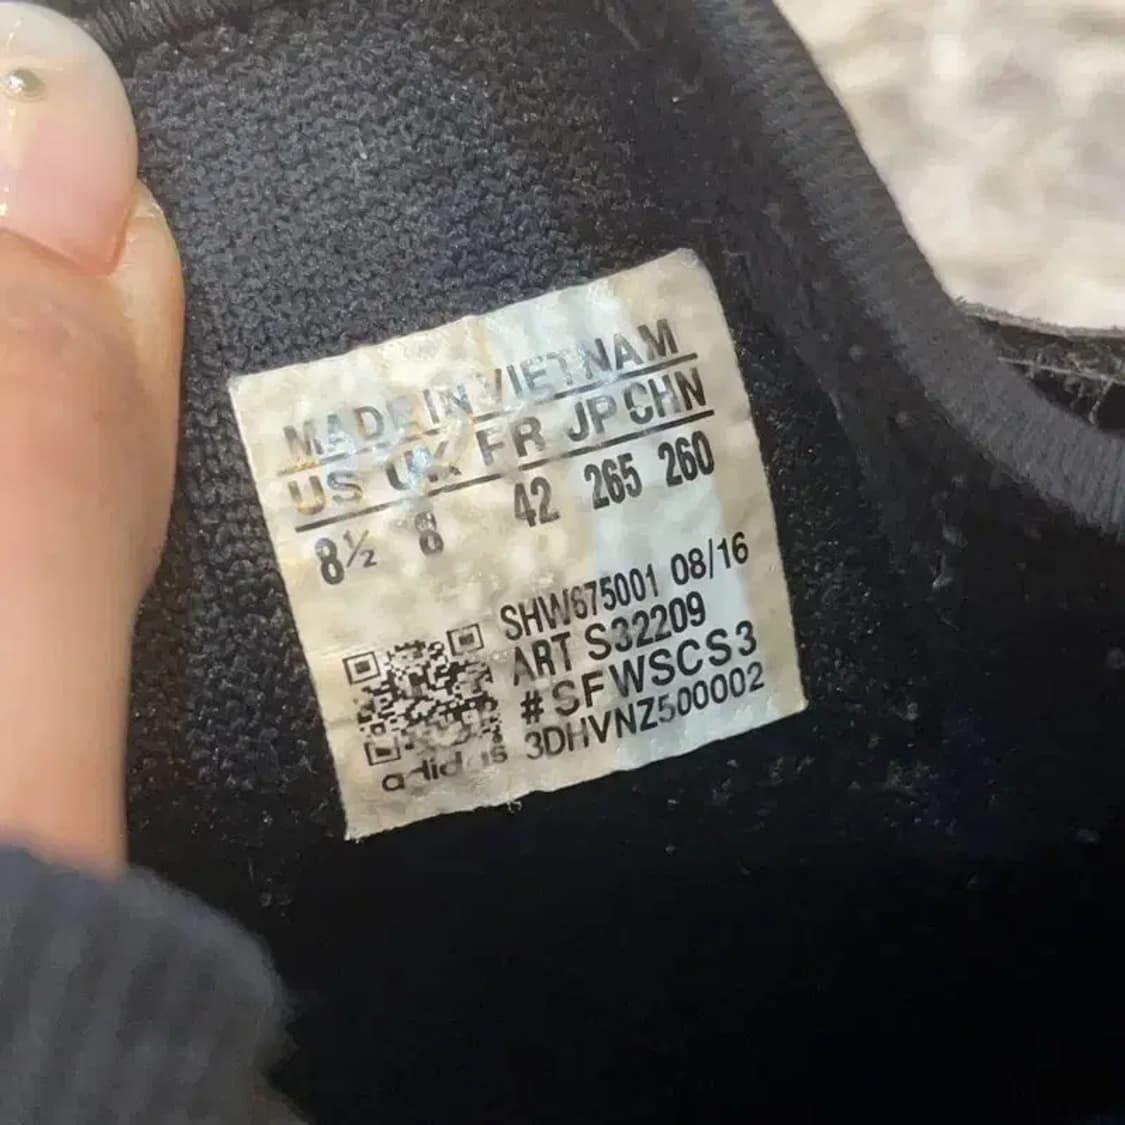 MADE IN VIETNAM
US UK FR JP CHN
8½ 8 42 265 260
SHW675001 08/16
ART S32209
#SFWSCS3
adidas 3DHVNZ500002